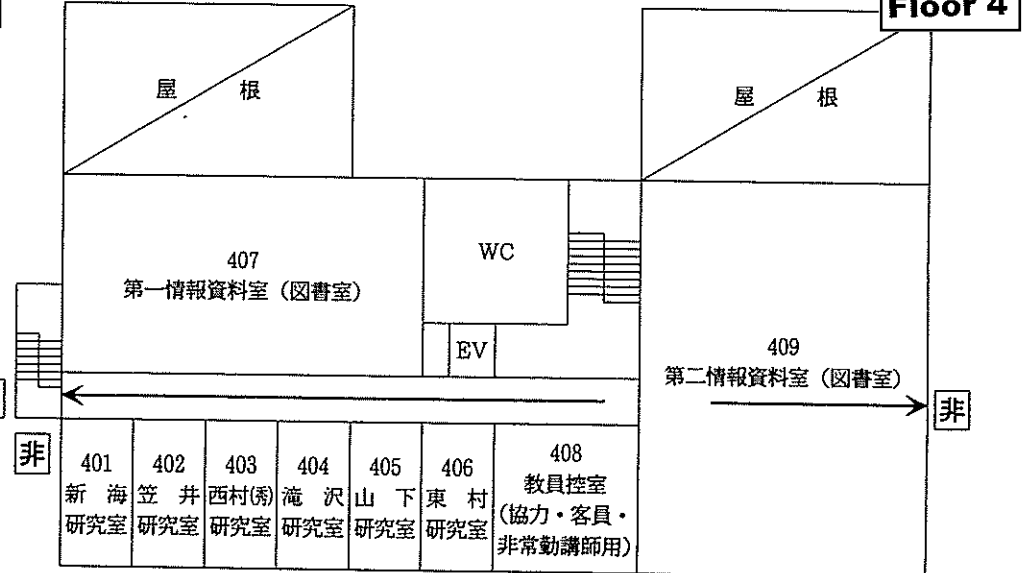 Floor 4
屋 根
屋 根
407
第一情報資料室(図書室)
WC
EV
409
第二情報資料室(図書室)
非
非
401
新 海
研究室
402
笠 井
研究室
403
西村(秀)
研究室
404
滝 沢
研究室
405
山 下
研究室
406
東 村
研究室
408
教員控室
(協力・客員・
非常勤講師用)